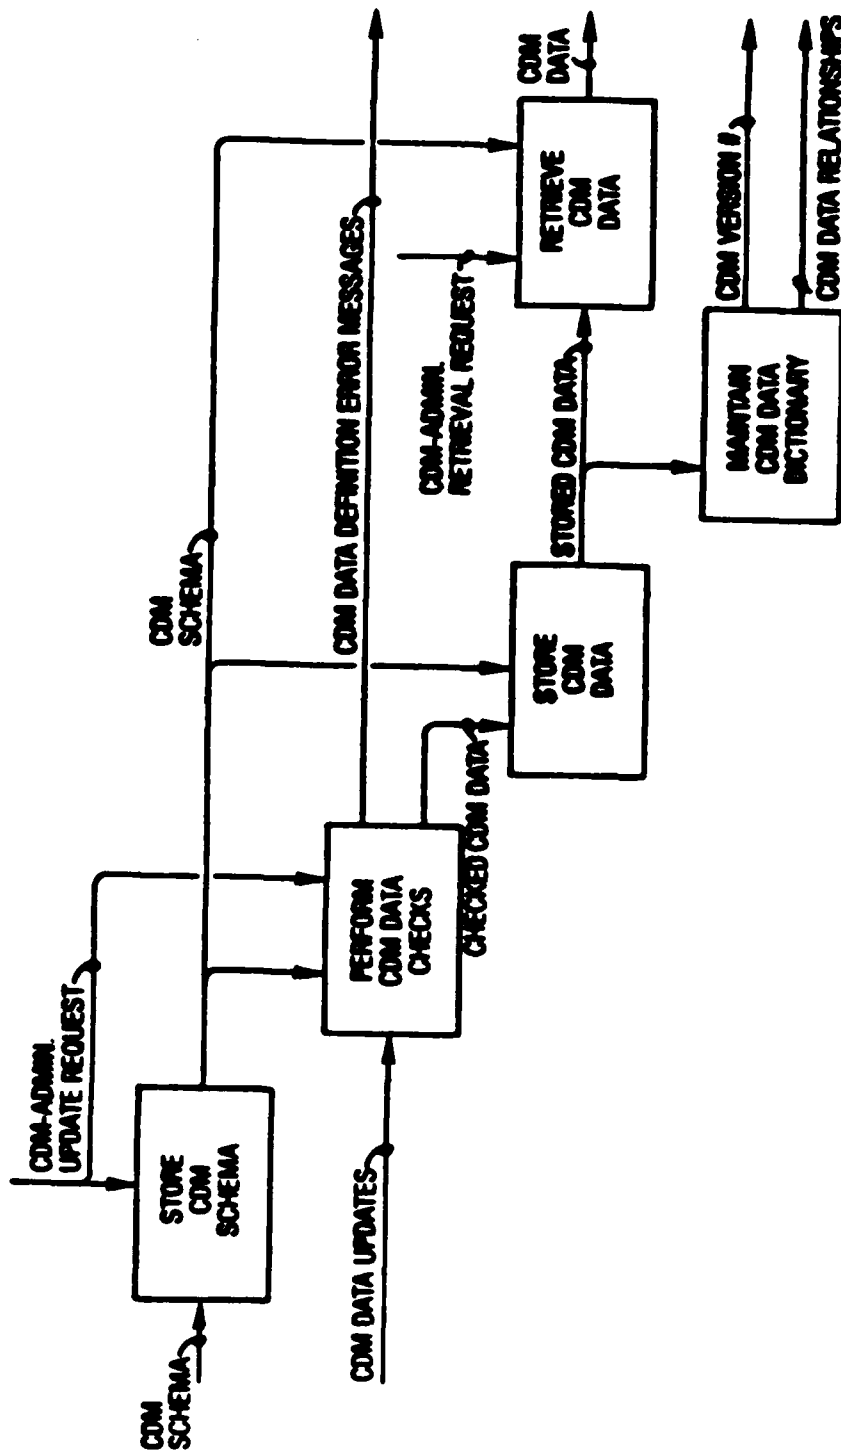 CDM-ADMIN.
UPDATE REQUEST
CDM
SCHEMA
STORE
CDM
SCHEMA
CDM
SCHEMA
CDM DATA UPDATES
PERFORM
CDM DATA
CHECKS
CDM DATA DEFINITION ERROR MESSAGES
CHECKED CDM DATA
STORE
CDM
DATA
CDM-ADMIN.
RETRIEVAL REQUEST
STORED CDM DATA
RETRIEVE
CDM
DATA
CDM
DATA
MAINTAIN
CDM DATA
DICTIONARY
CDM VERSION #
CDM DATA RELATIONSHIPS